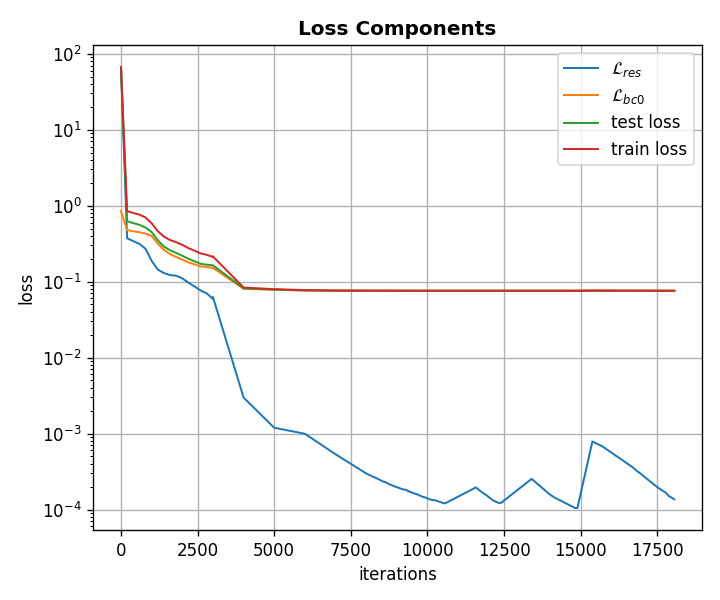 Loss Components
10²
10¹
10⁰
10⁻¹
10⁻²
10⁻³
10⁻⁴
loss
ℒ_res
ℒ_bc0
test loss
train loss
0 2500 5000 7500 10000 12500 15000 17500
iterations